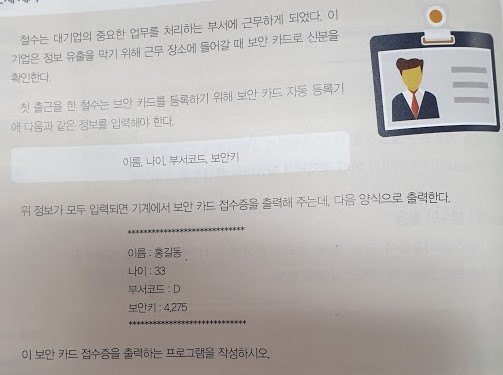 철수는 대기업의 중요한 업무를 처리하는 부서에 근무하게 되었다. 이
기업은 정보 유출을 막기 위해 근무 장소에 들어갈 때 보안 카드로 신분을
확인한다.
첫 출근을 한 철수는 보안 카드를 등록하기 위해 보안 카드 자동 등록기
에 다음과 같은 정보를 입력해야 한다.
이름, 나이, 부서코드, 보안키
위 정보가 모두 입력되면 기계에서 보안 카드 접수증을 출력해 주는데, 다음 양식으로 출력한다.
*****************************
이름 : 홍길동
나이 : 33
부서코드 : D
보안키 : 4,275
*****************************
이 보안 카드 접수증을 출력하는 프로그램을 작성하시오.